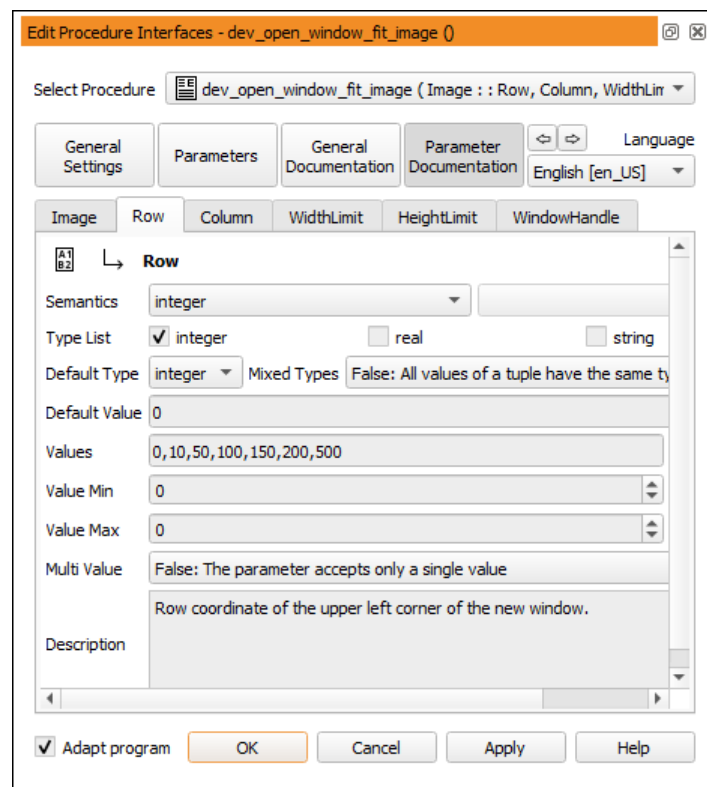 Edit Procedure Interfaces - dev_open_window_fit_image ()
Select Procedure dev_open_window_fit_image ( Image : : Row, Column, WidthLim
General Settings
Parameters
General Documentation
Parameter Documentation
Language
English [en_US]
Image Row Column WidthLimit HeightLimit WindowHandle
A1 B2 Row
Semantics integer
Type List integer real string
Default Type integer Mixed Types False: All values of a tuple have the same ty
Default Value 0
Values 0,10,50,100,150,200,500
Value Min 0
Value Max 0
Multi Value False: The parameter accepts only a single value
Row coordinate of the upper left corner of the new window.
Description
Adapt program OK Cancel Apply Help